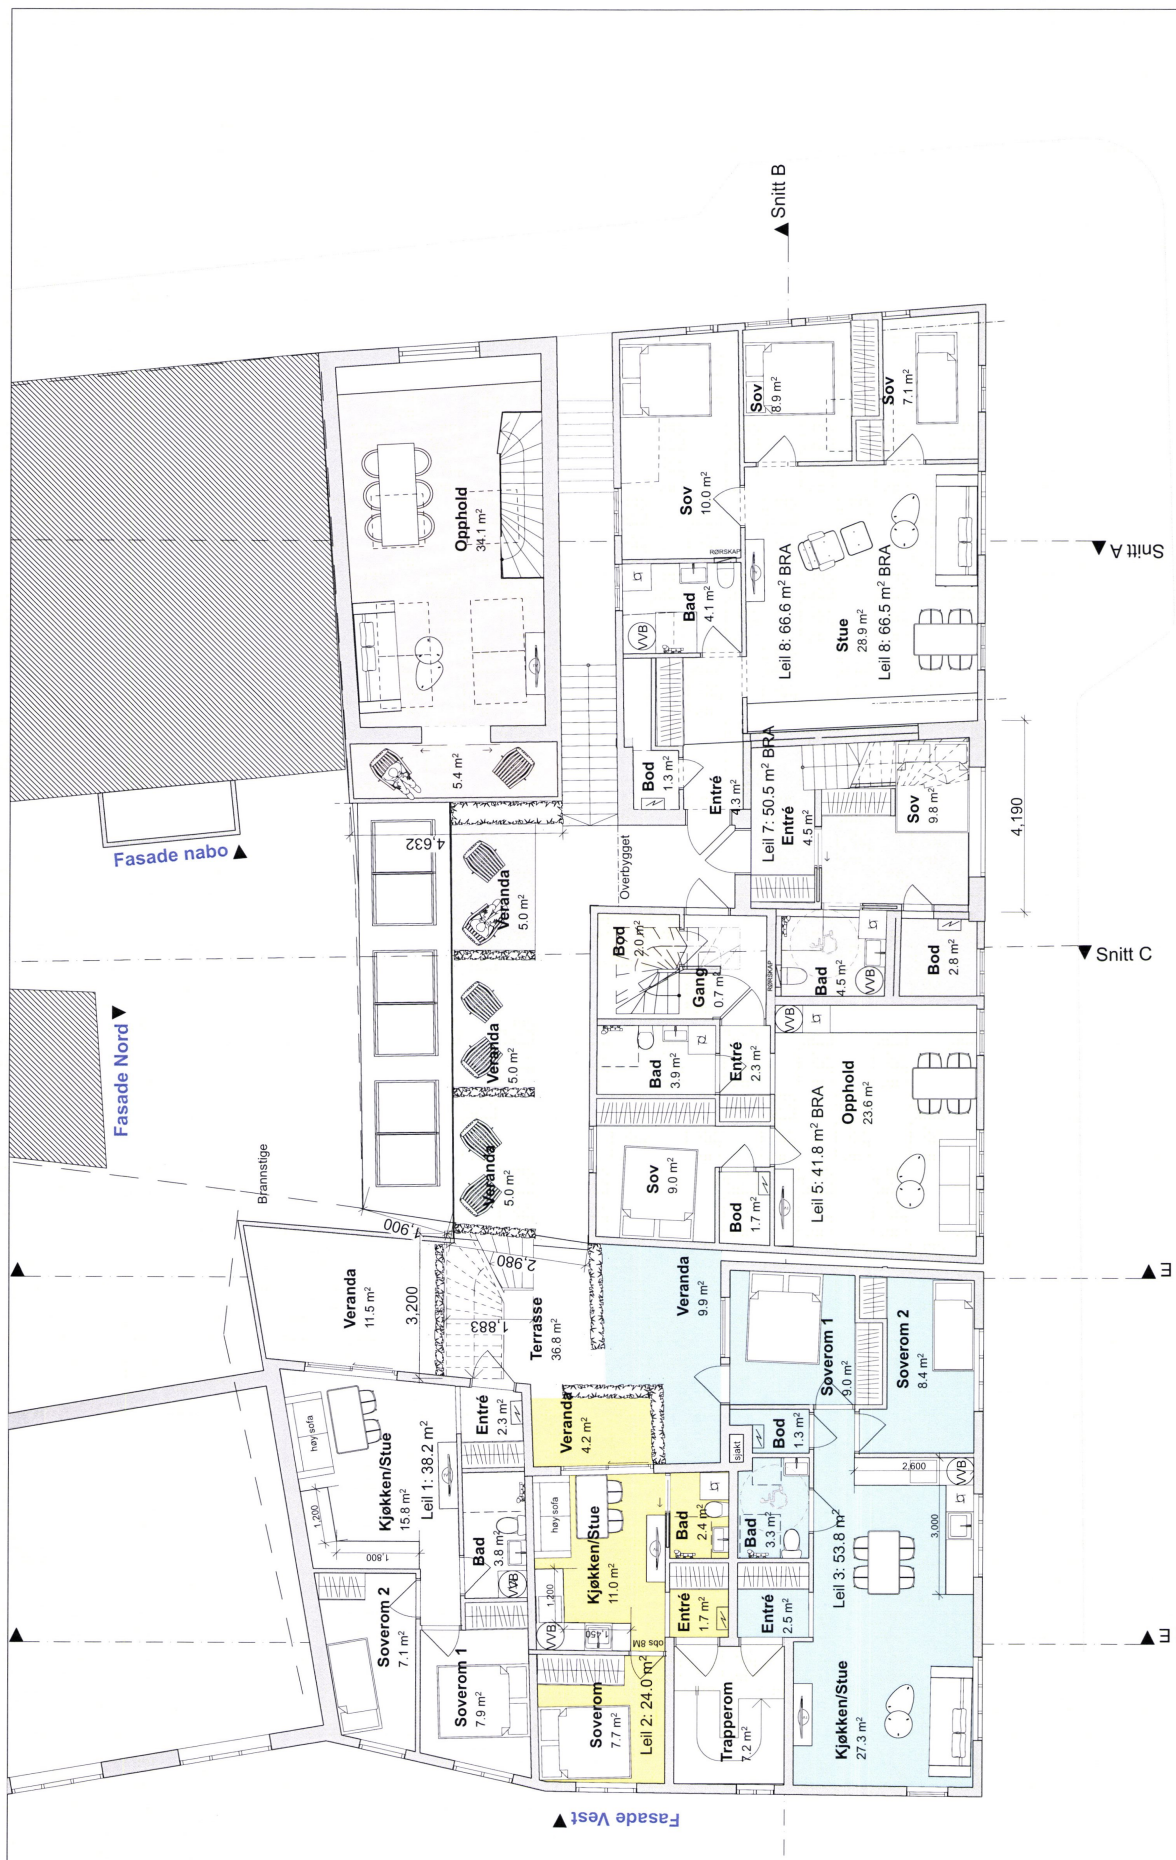 Snitt B
Snitt A
Snitt C
E
E
Fasade nabo
Fasade Nord
Fasade Vest
Brannstige
Opphold
34.1 m²
5.4 m²
4,632
Overbygget
Sov
10.0 m²
Sov
8.9 m²
Sov
7.1 m²
RØRSKAP
Bad
4.1 m²
VVB
Leil 8: 66.6 m² BRA
Stue
28.9 m²
Leil 8: 66.5 m² BRA
Bod
1.3 m²
Entré
4.3 m²
Leil 7: 50.5 m² BRA
Entré
4.5 m²
Sov
9.8 m²
4,190
Veranda
5.0 m²
Veranda
5.0 m²
Veranda
5.0 m²
Bod
2.0 m²
Gang
0.7 m²
RØRSKAP
Bad
4.5 m²
VVB
Bod
2.8 m²
Bad
3.9 m²
Entré
2.3 m²
VVB
Opphold
23.6 m²
Leil 5: 41.8 m² BRA
Sov
9.0 m²
Bod
1.7 m²
1,900
2,980
3,200
1,883
Veranda
11.5 m²
Terrasse
36.8 m²
Veranda
9.9 m²
Soverom 1
9.0 m²
Soverom 2
8.4 m²
Veranda
4.2 m²
Entré
2.3 m²
Bod
1.3 m²
sjakt
høy sofa
1,200
1,800
Kjøkken/Stue
15.8 m²
Leil 1: 38.2 m²
Bad
3.8 m²
VVB
høy sofa
Kjøkken/Stue
11.0 m²
1,200
1,450
VVB
obs 8M
Bad
2.4 m²
Bad
3.3 m²
2,600
VVB
3,000
Leil 3: 53.8 m²
Entré
1.7 m²
Entré
2.5 m²
Soverom 2
7.1 m²
Soverom 1
7.9 m²
Soverom
7.7 m²
Leil 2: 24.0 m²
Trapperom
7.2 m²
Kjøkken/Stue
27.3 m²